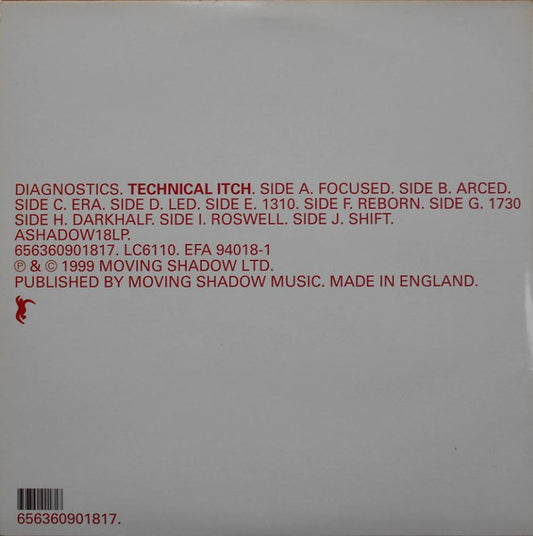 DIAGNOSTICS. TECHNICAL ITCH. SIDE A. FOCUSED. SIDE B. ARCED.
SIDE C. ERA. SIDE D. LED. SIDE E. 1310. SIDE F. REBORN. SIDE G. 1730
SIDE H. DARKHALF. SIDE I. ROSWELL. SIDE J. SHIFT.
ASHADOW18LP.
656360901817. LC6110. EFA 94018-1
℗ & © 1999 MOVING SHADOW LTD.
PUBLISHED BY MOVING SHADOW MUSIC. MADE IN ENGLAND.
656360901817.